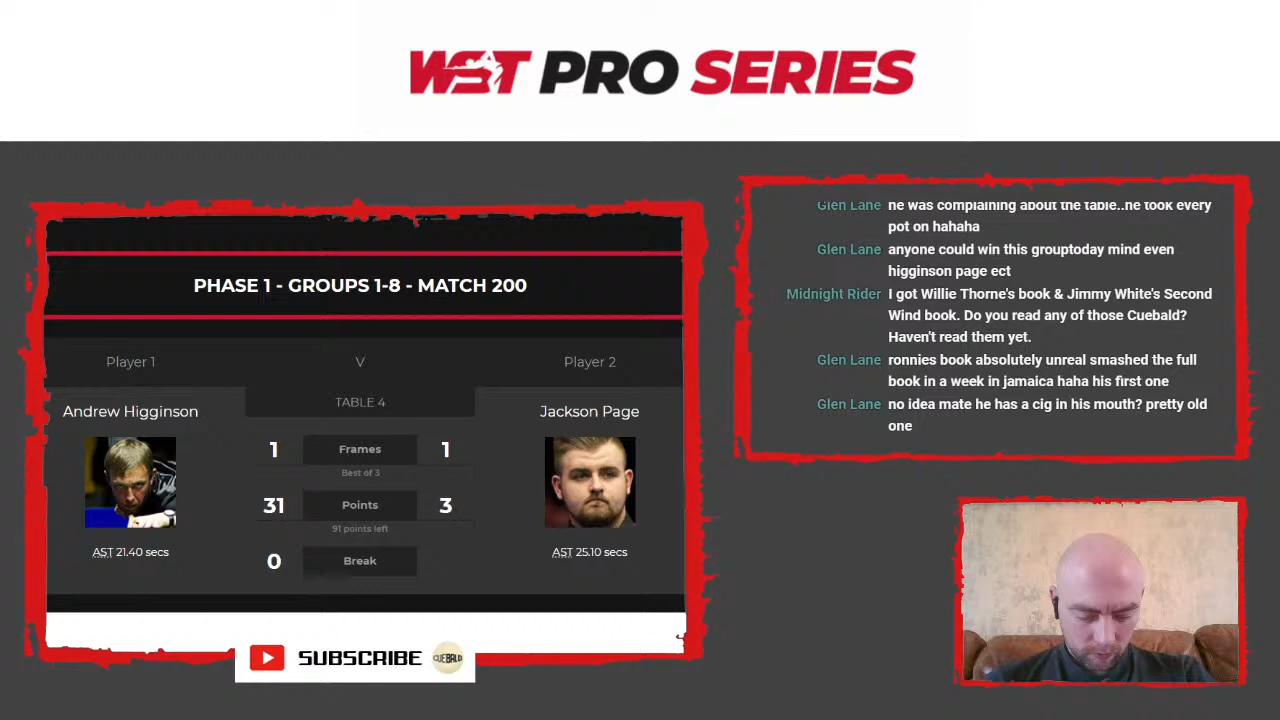 WST PRO SERIES
PHASE 1 - GROUPS 1-8 - MATCH 200
Player 1 V Player 2
TABLE 4
Andrew Higginson Jackson Page
1 Frames 1
Best of 3
31 Points 3
91 points left
AST 21.40 secs AST 25.10 secs
0 Break
SUBSCRIBE CUEBALD
Glen Lane he was complaining about the table..he took every
pot on hahaha
Glen Lane anyone could win this grouptoday mind even
higginson page ect
Midnight Rider I got Willie Thorne's book & Jimmy White's Second
Wind book. Do you read any of those Cuebald?
Haven't read them yet.
Glen Lane ronnies book absolutely unreal smashed the full
book in a week in jamaica haha his first one
Glen Lane no idea mate he has a cig in his mouth? pretty old
one